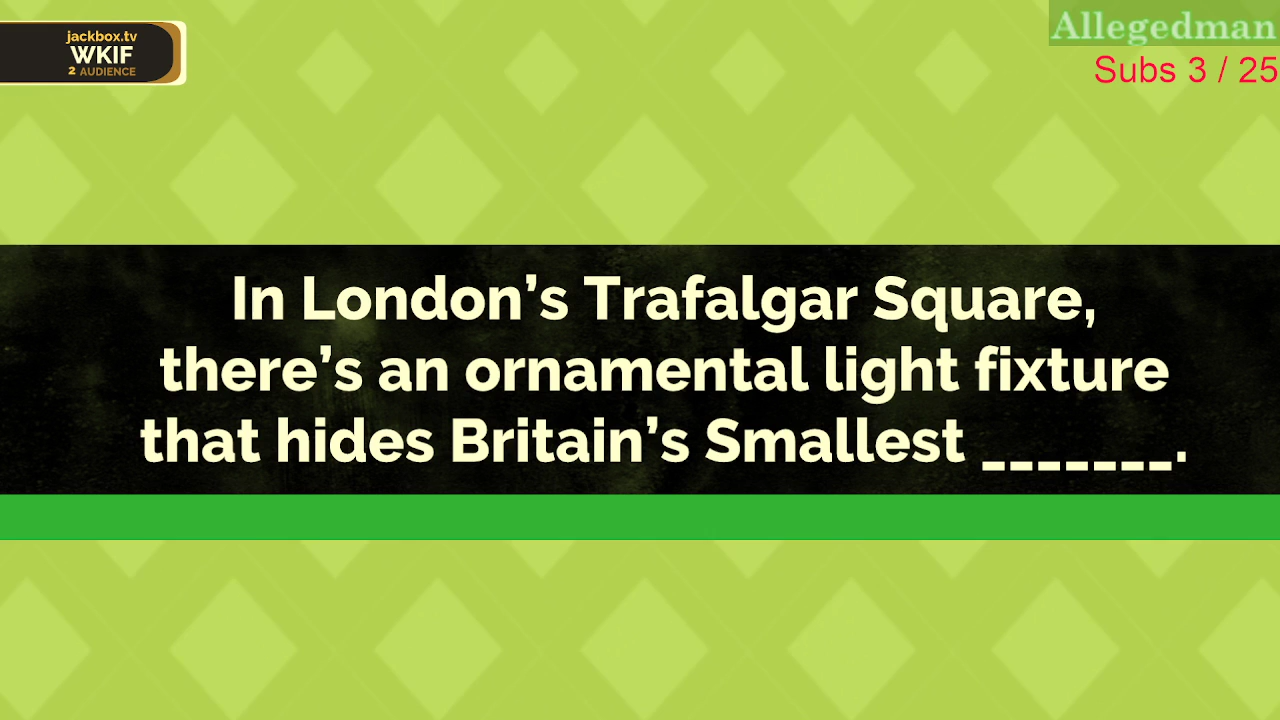 jackbox.tv
WKIF
2 AUDIENCE
Allegedman
Subs 3 / 25
In London’s Trafalgar Square,
there’s an ornamental light fixture
that hides Britain’s Smallest _______.